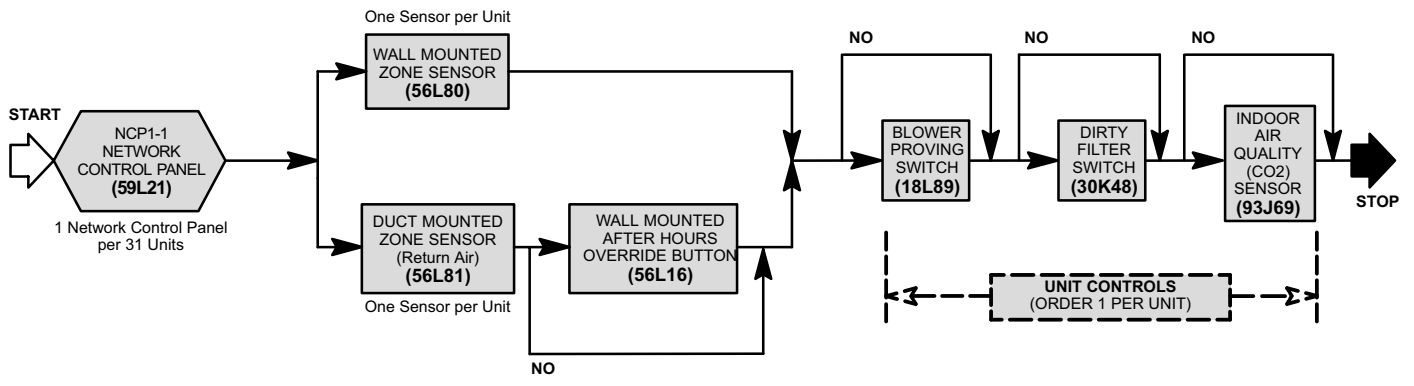 START
NCP1-1
NETWORK
CONTROL PANEL
(59L21)
1 Network Control Panel
per 31 Units
One Sensor per Unit
WALL MOUNTED
ZONE SENSOR
(56L80)
DUCT MOUNTED
ZONE SENSOR
(Return Air)
(56L81)
One Sensor per Unit
WALL MOUNTED
AFTER HOURS
OVERRIDE BUTTON
(56L16)
NO
NO
BLOWER
PROVING
SWITCH
(18L89)
NO
DIRTY
FILTER
SWITCH
(30K48)
NO
INDOOR
AIR
QUALITY
(CO2)
SENSOR
(93J69)
STOP
UNIT CONTROLS
(ORDER 1 PER UNIT)